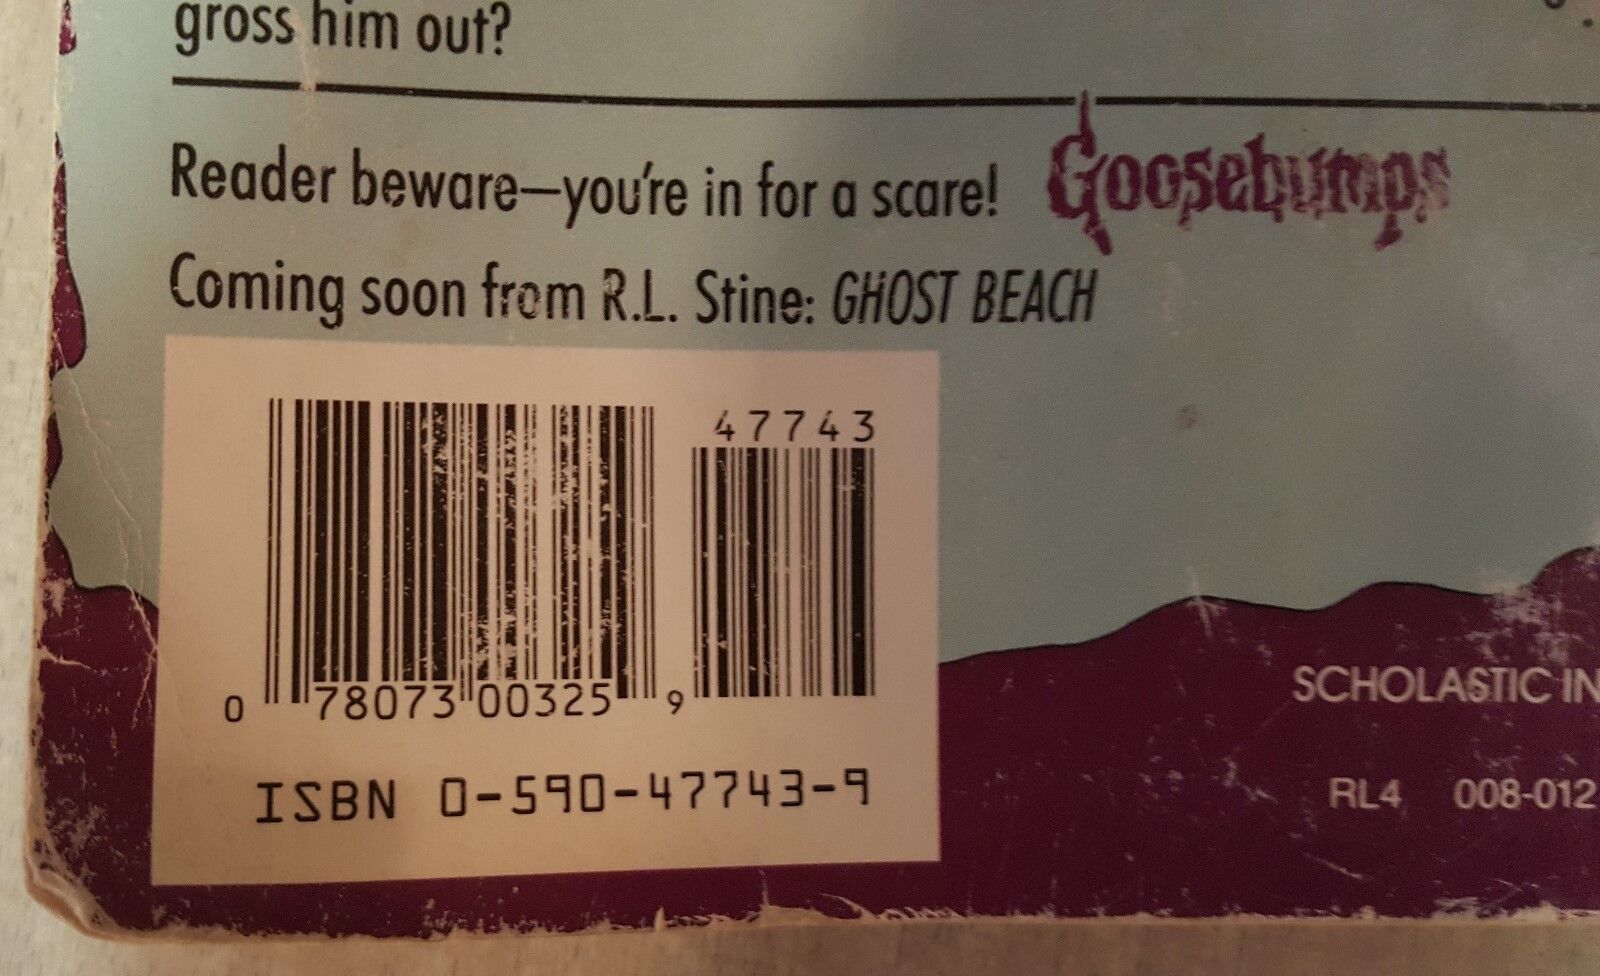 gross him out?
Reader beware—you're in for a scare! Goosebumps
Coming soon from R.L. Stine: GHOST BEACH
47743
0 78073 00325 9
ISBN 0-590-47743-9
SCHOLASTIC IN
RL4 008-012